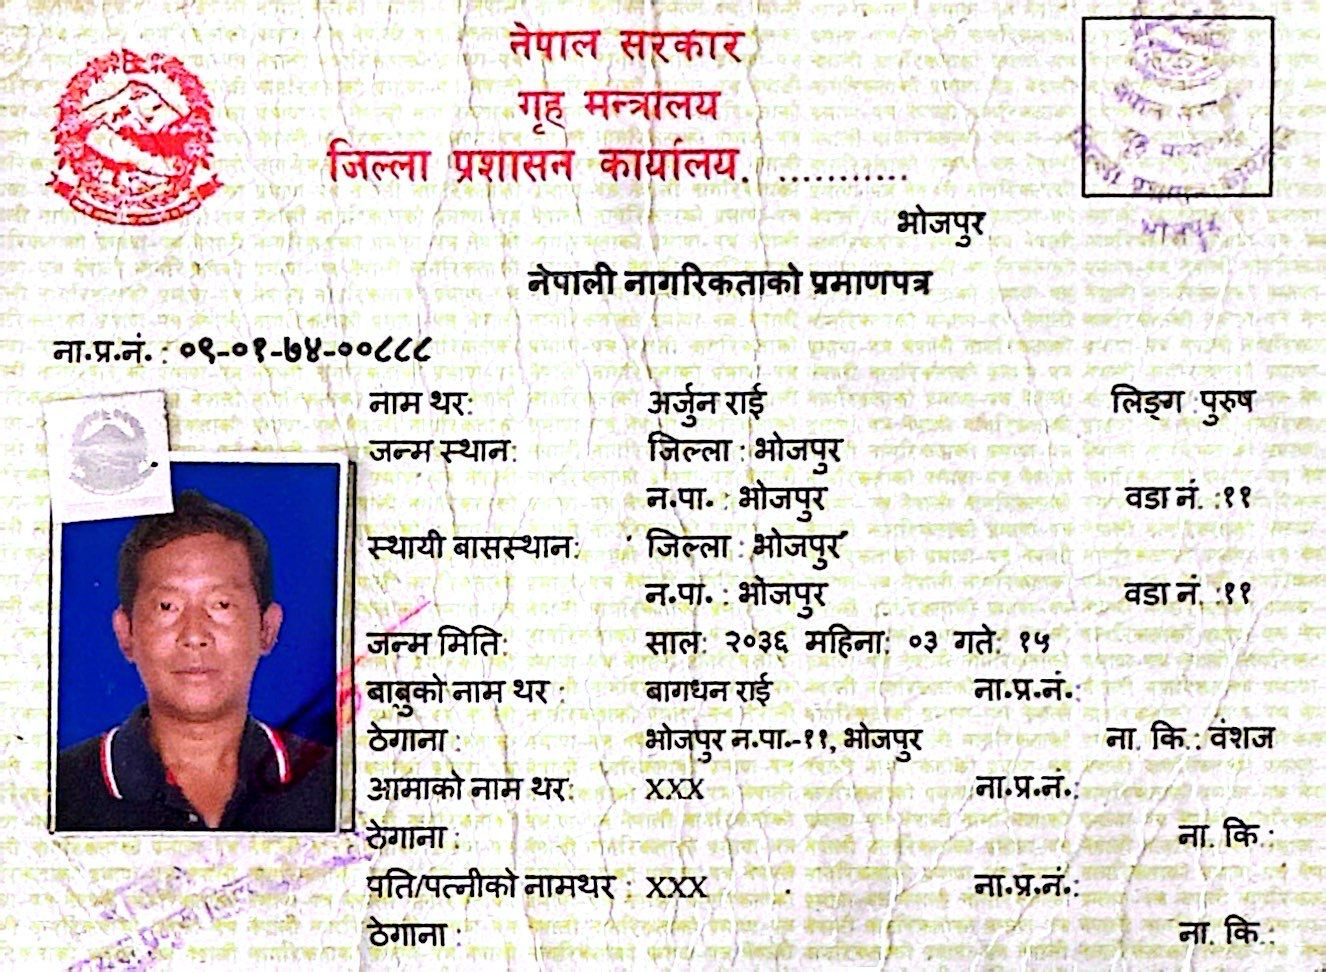 नेपाल सरकार
गृह मन्त्रालय
जिल्ला प्रशासन कार्यालय. ...........
भोजपुर
नेपाली नागरिकताको प्रमाणपत्र
ना.प्र.नं. : ०९-०१-७४-००८८८
नाम थर: अर्जुन राई लिङ्ग :पुरुष
जन्म स्थान: जिल्ला : भोजपुर
न.पा. : भोजपुर वडा नं. :११
स्थायी बासस्थान: जिल्ला : भोजपुर
न.पा. : भोजपुर वडा नं. :११
जन्म मिति: साल: २०३६ महिना: ०३ गते: १५
बाबुको नाम थर : बागधन राई ना.प्र.नं.:
ठेगाना : भोजपुर न.पा.-११, भोजपुर ना. कि.: वंशज
आमाको नाम थर: XXX ना.प्र.नं.:
ठेगाना : ना. कि.:
पति/पत्नीको नामथर : XXX ना.प्र.नं.:
ठेगाना : ना. कि.: